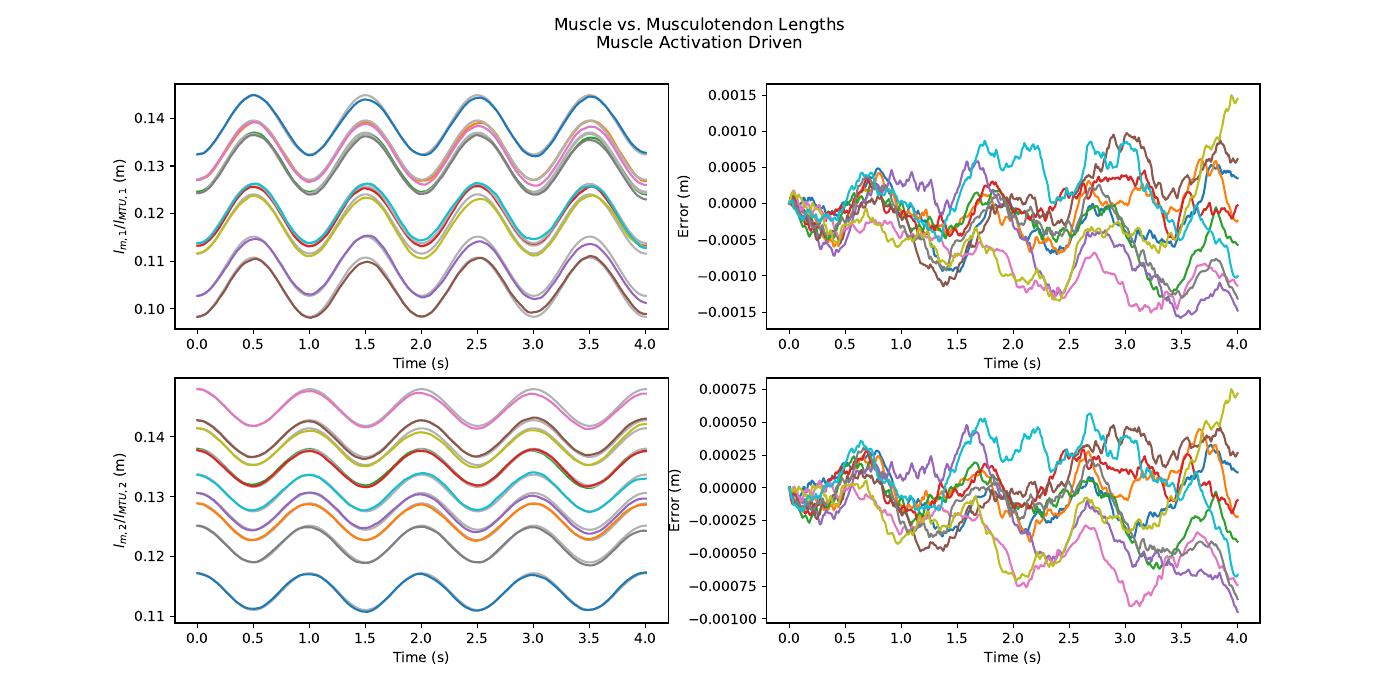 Muscle vs. Musculotendon Lengths
Muscle Activation Driven
l_{m,1}/l_{MTU,1} (m)
0.14
0.13
0.12
0.11
0.10
0.0 0.5 1.0 1.5 2.0 2.5 3.0 3.5 4.0
Time (s)
Error (m)
0.0015
0.0010
0.0005
0.0000
−0.0005
−0.0010
−0.0015
0.0 0.5 1.0 1.5 2.0 2.5 3.0 3.5 4.0
Time (s)
l_{m,2}/l_{MTU,2} (m)
0.14
0.13
0.12
0.11
0.0 0.5 1.0 1.5 2.0 2.5 3.0 3.5 4.0
Time (s)
Error (m)
0.00075
0.00050
0.00025
0.00000
−0.00025
−0.00050
−0.00075
−0.00100
0.0 0.5 1.0 1.5 2.0 2.5 3.0 3.5 4.0
Time (s)